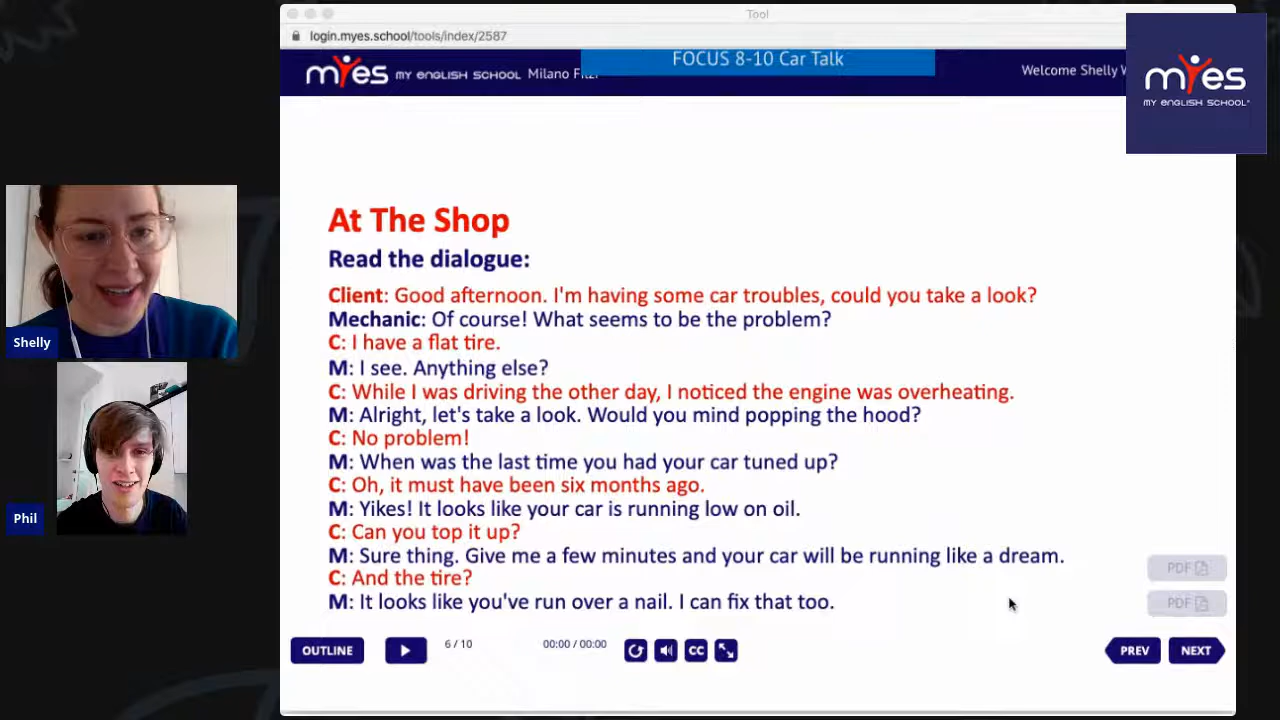 Tool
login.myes.school/tools/index/2587
FOCUS 8-10 Car Talk
myes MY ENGLISH SCHOOL Milano
Welcome Shelly
myes
MY ENGLISH SCHOOL
At The Shop
Read the dialogue:
Client: Good afternoon. I'm having some car troubles, could you take a look?
Mechanic: Of course! What seems to be the problem?
C: I have a flat tire.
M: I see. Anything else?
C: While I was driving the other day, I noticed the engine was overheating.
M: Alright, let's take a look. Would you mind popping the hood?
C: No problem!
M: When was the last time you had your car tuned up?
C: Oh, it must have been six months ago.
M: Yikes! It looks like your car is running low on oil.
C: Can you top it up?
M: Sure thing. Give me a few minutes and your car will be running like a dream.
C: And the tire?
M: It looks like you've run over a nail. I can fix that too.
Shelly
Phil
PDF
PDF
OUTLINE 6 / 10 00:00 / 00:00 CC PREV NEXT